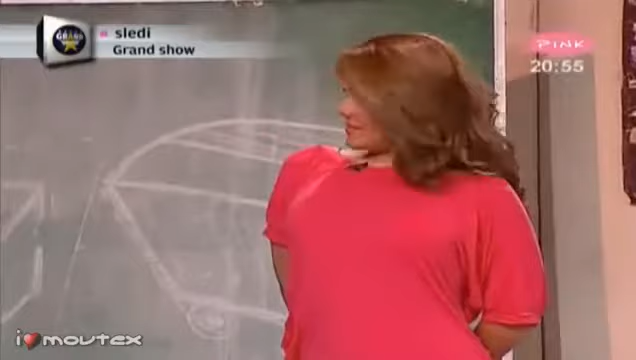 GRAND
sledi
Grand show
PINK
20:55
i❤moutex